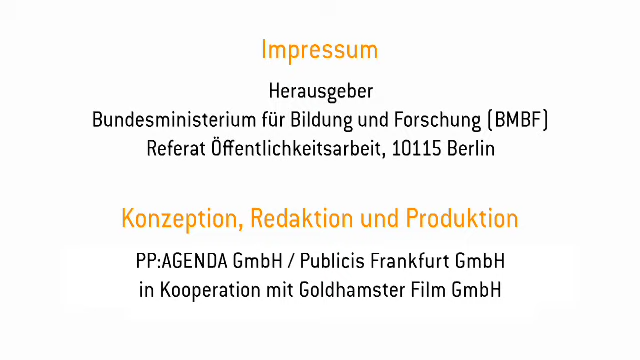 Impressum
Herausgeber
Bundesministerium für Bildung und Forschung (BMBF)
Referat Öffentlichkeitsarbeit, 10115 Berlin
Konzeption, Redaktion und Produktion
PP:AGENDA GmbH / Publicis Frankfurt GmbH
in Kooperation mit Goldhamster Film GmbH